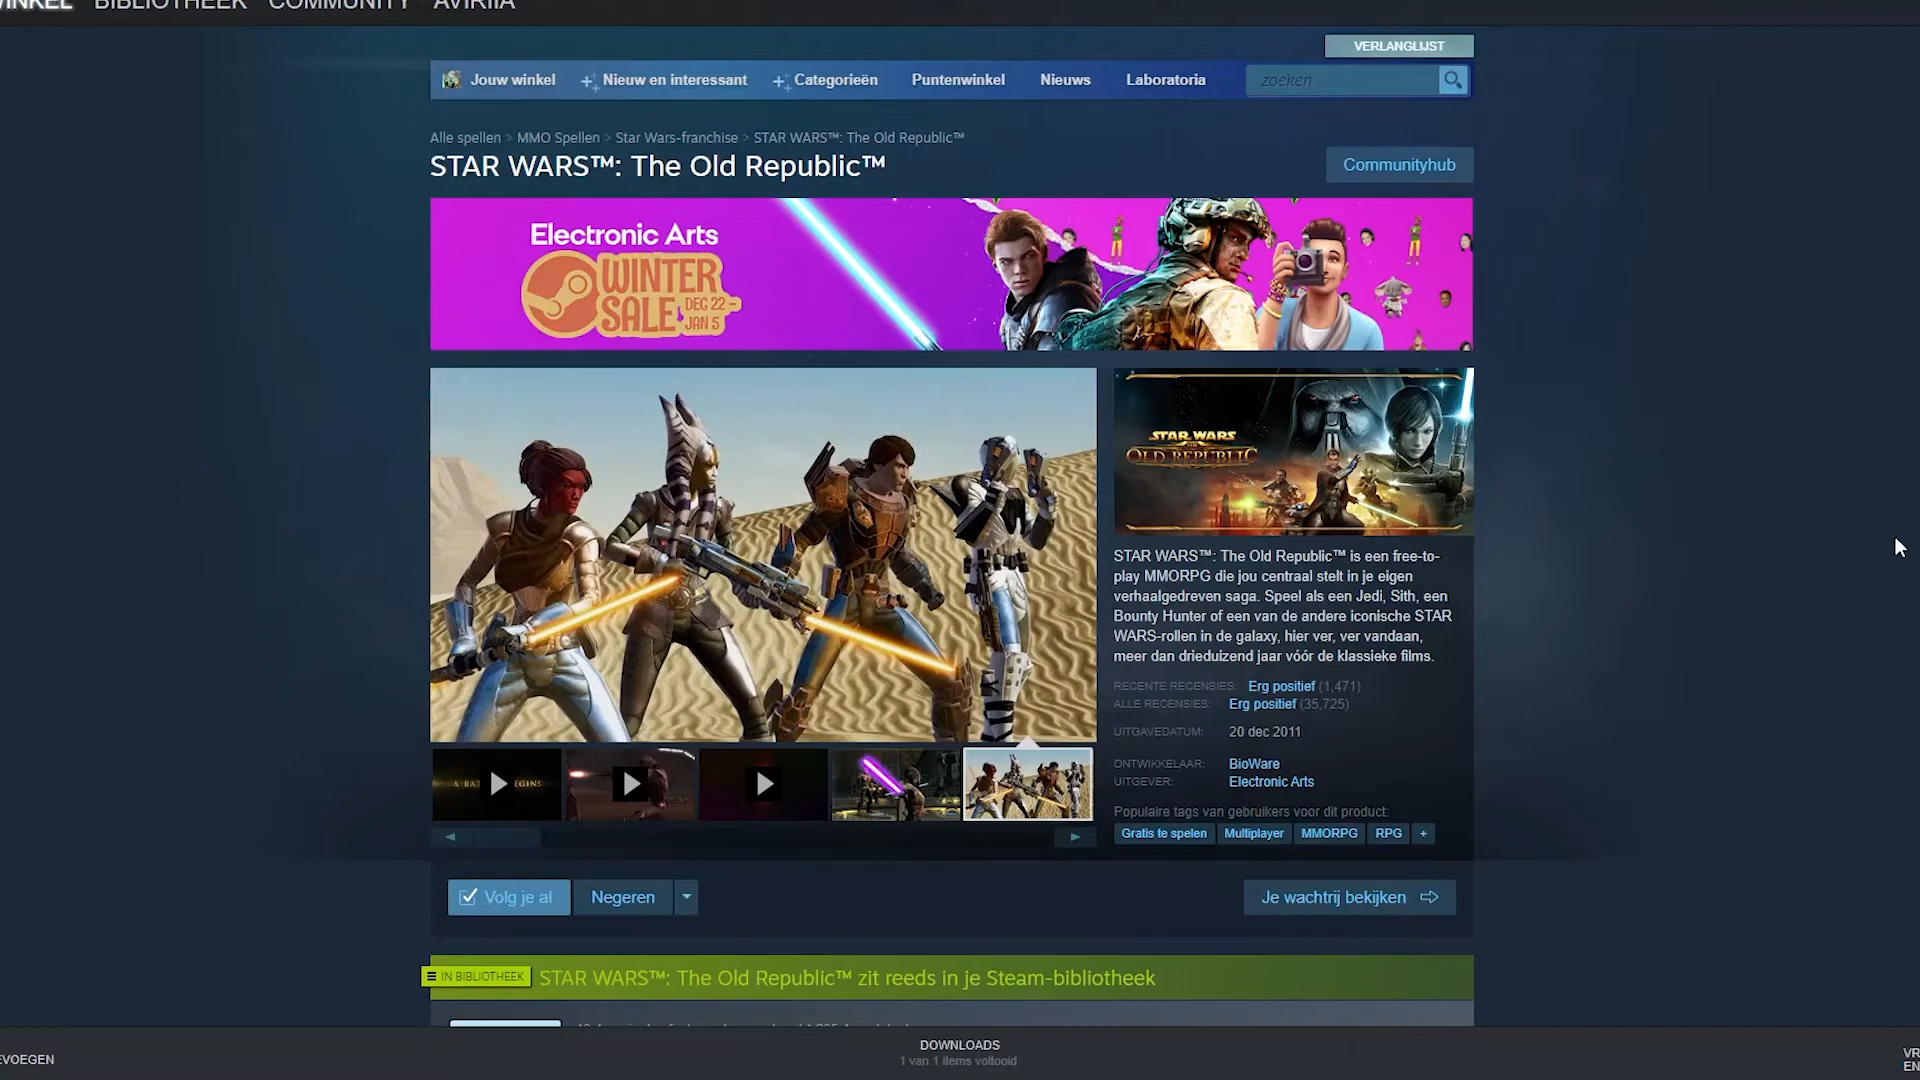 WINKEL BIBLIOTHEEK COMMUNITY AVIRIIA
VERLANGLIJST
Jouw winkel Nieuw en interessant Categorieën Puntenwinkel Nieuws Laboratoria zoeken
Alle spellen > MMO Spellen > Star Wars-franchise > STAR WARS™: The Old Republic™
STAR WARS™: The Old Republic™
Communityhub
Electronic Arts
WINTER
SALE
DEC 22 –
JAN 5
STAR WARS
THE
OLD REPUBLIC
STAR WARS™: The Old Republic™ is een free-to-
play MMORPG die jou centraal stelt in je eigen
verhaalgedreven saga. Speel als een Jedi, Sith, een
Bounty Hunter of een van de andere iconische STAR
WARS-rollen in de galaxy, hier ver, ver vandaan,
meer dan drieduizend jaar vóór de klassieke films.
RECENTE RECENSIES: Erg positief (1,471)
ALLE RECENSIES: Erg positief (35,725)
UITGAVEDATUM: 20 dec 2011
ONTWIKKELAAR: BioWare
UITGEVER: Electronic Arts
Populaire tags van gebruikers voor dit product:
Gratis te spelen Multiplayer MMORPG RPG +
Volg je al Negeren Je wachtrij bekijken
IN BIBLIOTHEEK STAR WARS™: The Old Republic™ zit reeds in je Steam-bibliotheek
DOWNLOADS
1 van 1 items voltooid
EVOEGEN
VR
EN